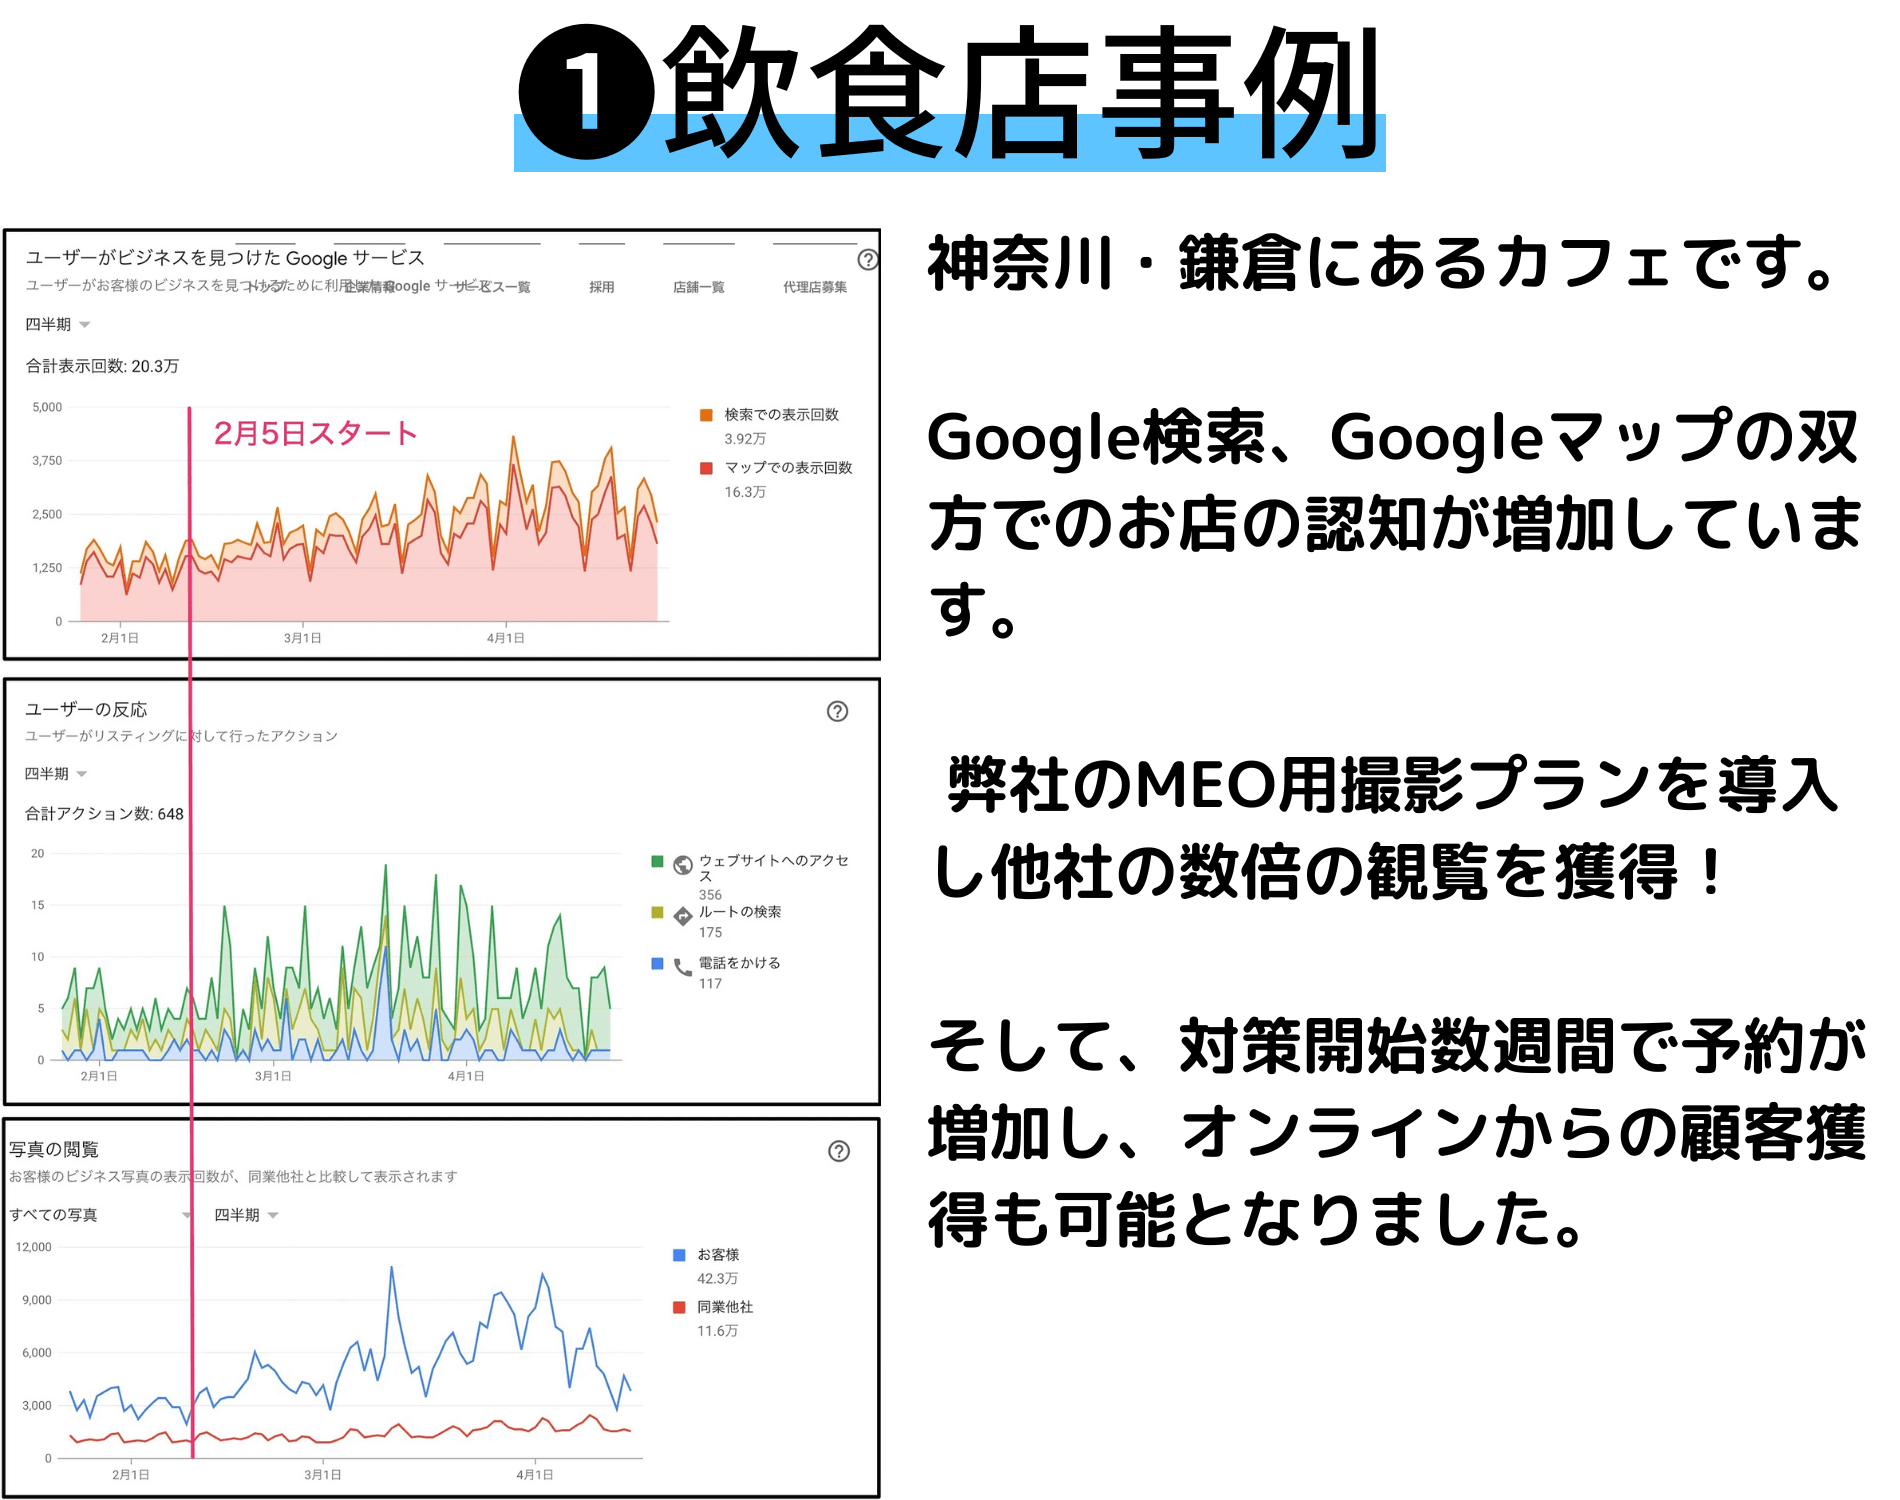 ❶飲食店事例
ユーザーがビジネスを見つけた Google サービス
ユーザーがお客様のビジネスを見つけるために利用した Google サービス
トップ 企業情報 サービス一覧 採用 店舗一覧 代理店募集
四半期
合計表示回数: 20.3万
5,000
3,750
2,500
1,250
0
2月5日スタート
2月1日 3月1日 4月1日
検索での表示回数
3.92万
マップでの表示回数
16.3万
ユーザーの反応
ユーザーがリスティングに対して行ったアクション
四半期
合計アクション数: 648
20
15
10
5
0
2月1日 3月1日 4月1日
ウェブサイトへのアクセ
ス
356
ルートの検索
175
電話をかける
117
写真の閲覧
お客様のビジネス写真の表示回数が、同業他社と比較して表示されます
すべての写真 四半期
12,000
9,000
6,000
3,000
0
2月1日 3月1日 4月1日
お客様
42.3万
同業他社
11.6万
神奈川・鎌倉にあるカフェです。
Google検索、Googleマップの双
方でのお店の認知が増加していま
す。
弊社のMEO用撮影プランを導入
し他社の数倍の観覧を獲得！
そして、対策開始数週間で予約が
増加し、オンラインからの顧客獲
得も可能となりました。